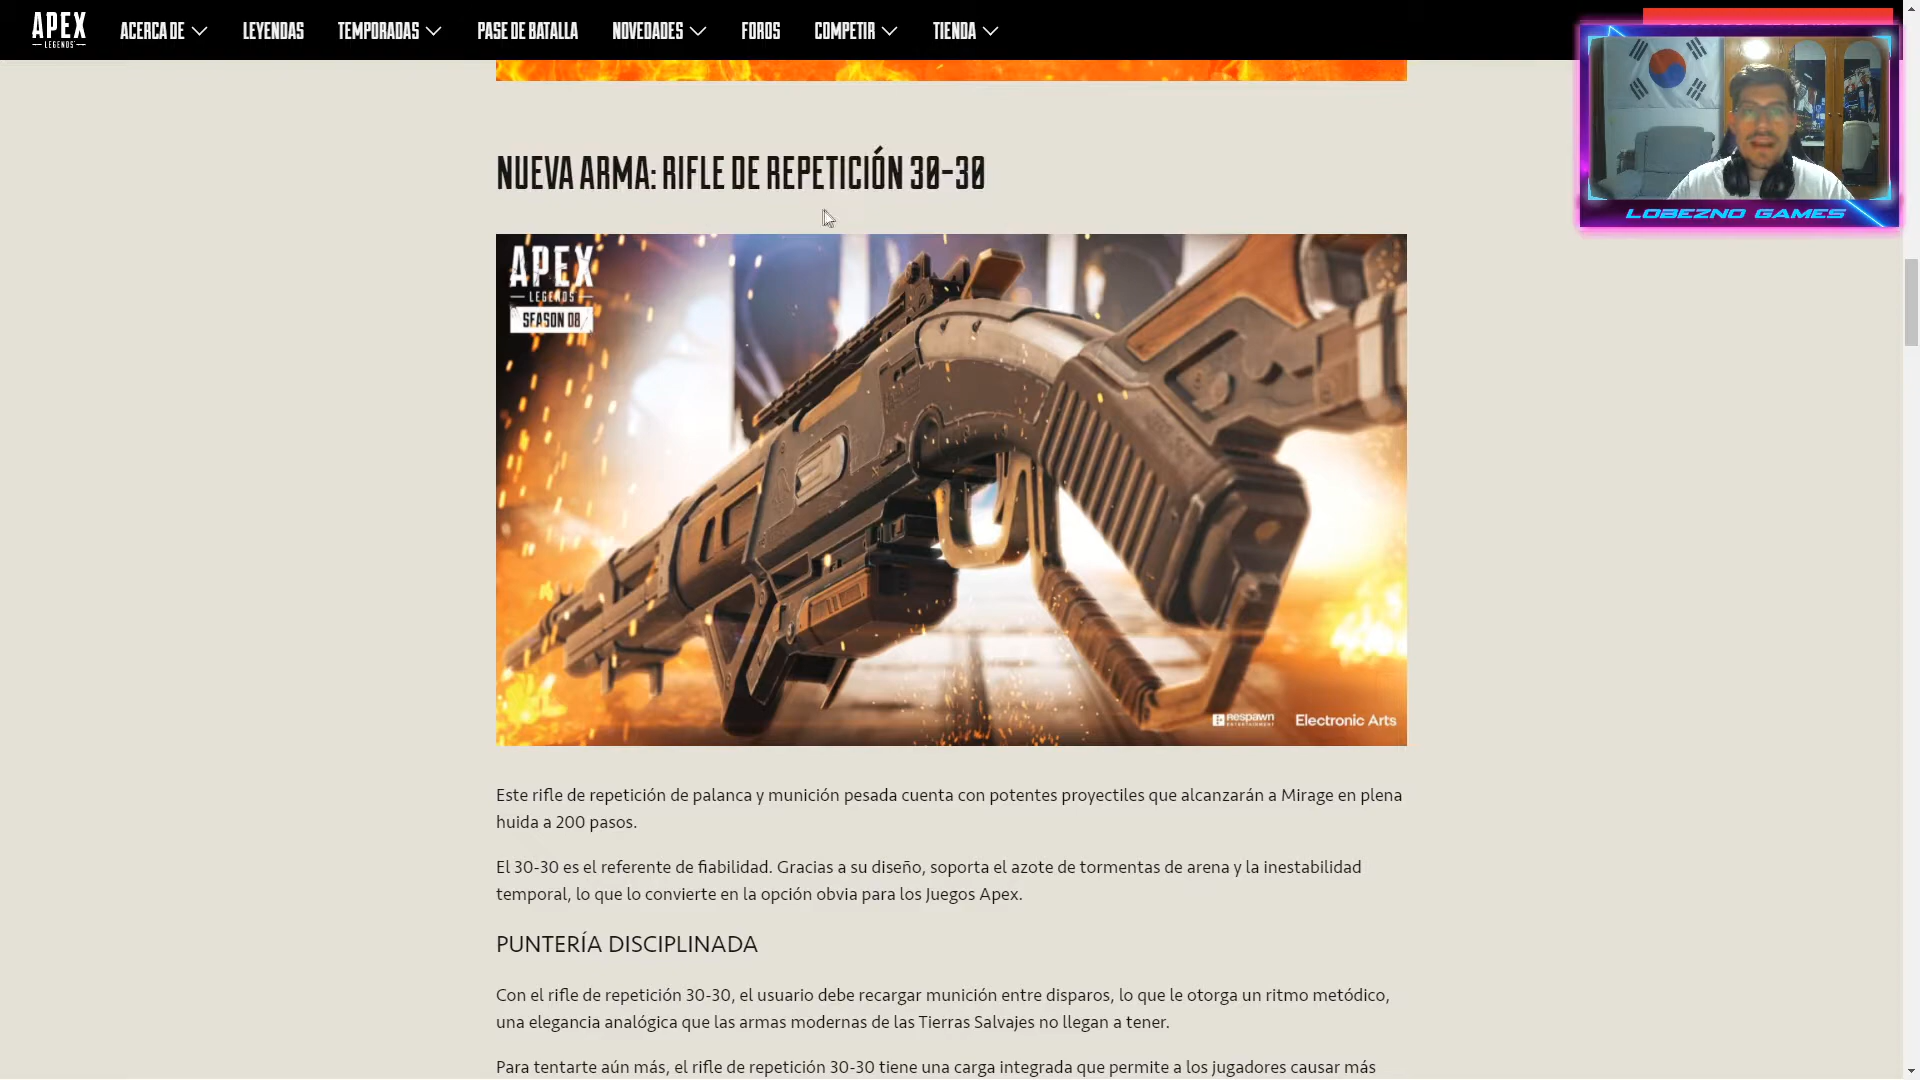 APEX
LEGENDS
ACERCA DE
LEYENDAS
TEMPORADAS
PASE DE BATALLA
NOVEDADES
FOROS
COMPETIR
TIENDA
LOBEZNO GAMES
NUEVA ARMA: RIFLE DE REPETICIÓN 30-30
APEX
LEGENDS
SEASON 08
Respawn
ENTERTAINMENT
Electronic Arts
Este rifle de repetición de palanca y munición pesada cuenta con potentes proyectiles que alcanzarán a Mirage en plena
huida a 200 pasos.
El 30-30 es el referente de fiabilidad. Gracias a su diseño, soporta el azote de tormentas de arena y la inestabilidad
temporal, lo que lo convierte en la opción obvia para los Juegos Apex.
PUNTERÍA DISCIPLINADA
Con el rifle de repetición 30-30, el usuario debe recargar munición entre disparos, lo que le otorga un ritmo metódico,
una elegancia analógica que las armas modernas de las Tierras Salvajes no llegan a tener.
Para tentarte aún más, el rifle de repetición 30-30 tiene una carga integrada que permite a los jugadores causar más